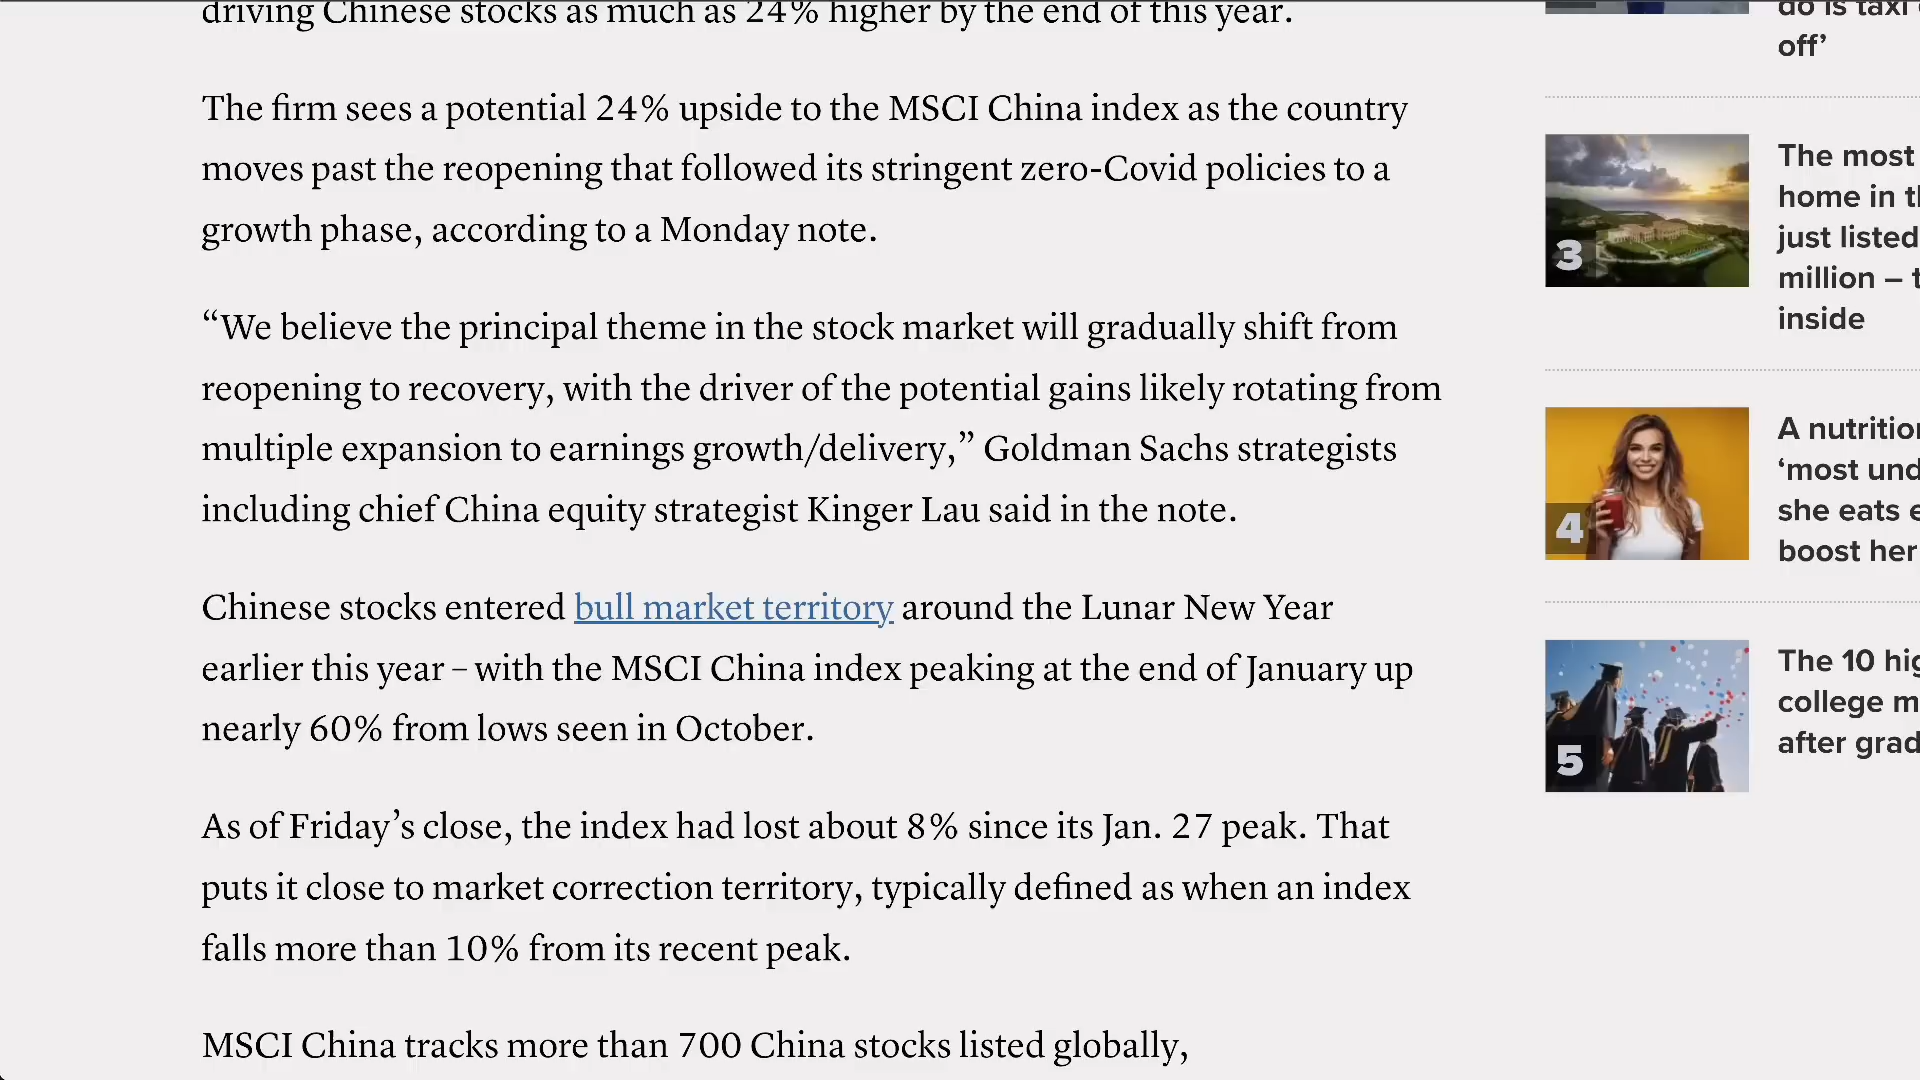 driving Chinese stocks as much as 24% higher by the end of this year.
The firm sees a potential 24% upside to the MSCI China index as the country
moves past the reopening that followed its stringent zero-Covid policies to a
growth phase, according to a Monday note.
“We believe the principal theme in the stock market will gradually shift from
reopening to recovery, with the driver of the potential gains likely rotating from
multiple expansion to earnings growth/delivery,” Goldman Sachs strategists
including chief China equity strategist Kinger Lau said in the note.
Chinese stocks entered bull market territory around the Lunar New Year
earlier this year – with the MSCI China index peaking at the end of January up
nearly 60% from lows seen in October.
As of Friday’s close, the index had lost about 8% since its Jan. 27 peak. That
puts it close to market correction territory, typically defined as when an index
falls more than 10% from its recent peak.
MSCI China tracks more than 700 China stocks listed globally,
do is taxi
off’
3
The most
home in
just listed
million –
inside
4
A
‘most
she eats
boost her
5
The 10
college
after